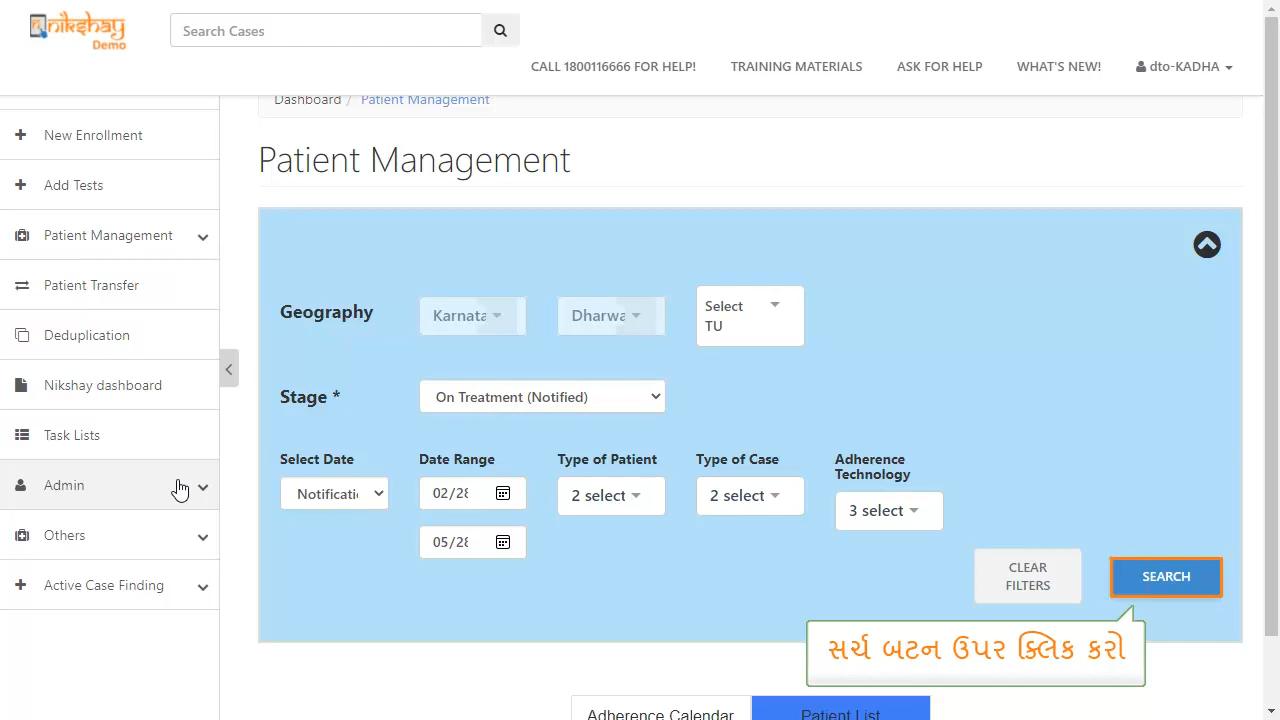 nikshay
Demo
Search Cases
CALL 1800116666 FOR HELP!
TRAINING MATERIALS
ASK FOR HELP
WHAT'S NEW!
dto-KADHA
New Enrollment
Add Tests
Patient Management
Patient Transfer
Deduplication
Nikshay dashboard
Task Lists
Admin
Others
Active Case Finding
Dashboard / Patient Management
Patient Management
Geography
Karnata
Dharwa
Select
TU
Stage *
On Treatment (Notified)
Select Date
Date Range
Type of Patient
Type of Case
Adherence
Technology
Notificatio
02/28
2 select
2 select
3 select
05/28
CLEAR
FILTERS
SEARCH
સર્ચ બટન ઉપર ક્લિક કરો
Adherence Calendar
Patient List